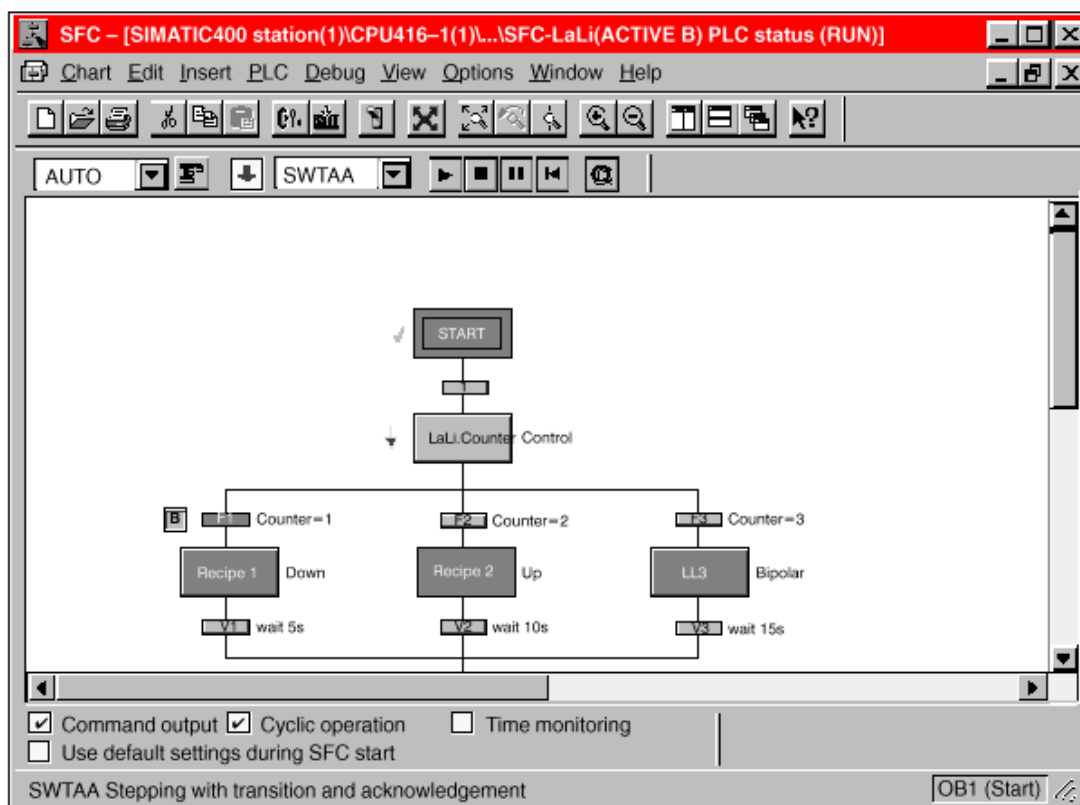 SFC – [SIMATIC400 station(1)\CPU416–1(1)\...\SFC-LaLi(ACTIVE B) PLC status (RUN)]
Chart Edit Insert PLC Debug View Options Window Help
AUTO SWTAA
START
1
LaLi.Counter Control
B F1 Counter=1 F2 Counter=2 F3 Counter=3
Recipe 1 Down Recipe 2 Up LL3 Bipolar
V1 wait 5s V2 wait 10s V3 wait 15s
Command output Cyclic operation Time monitoring
Use default settings during SFC start
SWTAA Stepping with transition and acknowledgement OB1 (Start)